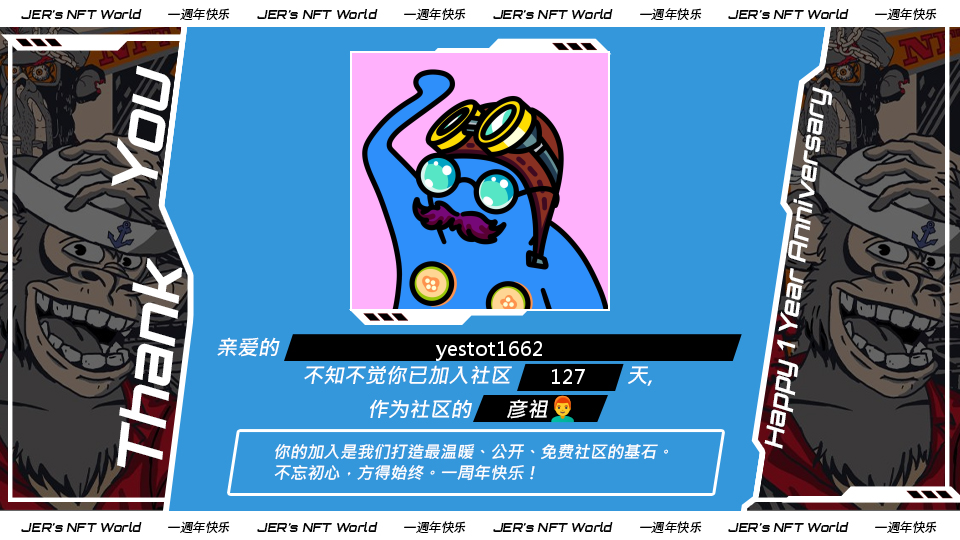 JER's NFT World 一週年快乐 JER's NFT World 一週年快乐 JER's NFT World 一週年快乐 JER's NFT World 一週年快乐
Thank You
亲爱的 yestot1662
不知不觉你已加入社区 127 天,
作为社区的 彦祖
你的加入是我们打造最温暖、公开、免费社区的基石。
不忘初心，方得始终。一周年快乐！
Happy 1 Year Anniversary
JER's NFT World 一週年快乐 JER's NFT World 一週年快乐 JER's NFT World 一週年快乐 JER's NFT World 一週年快乐